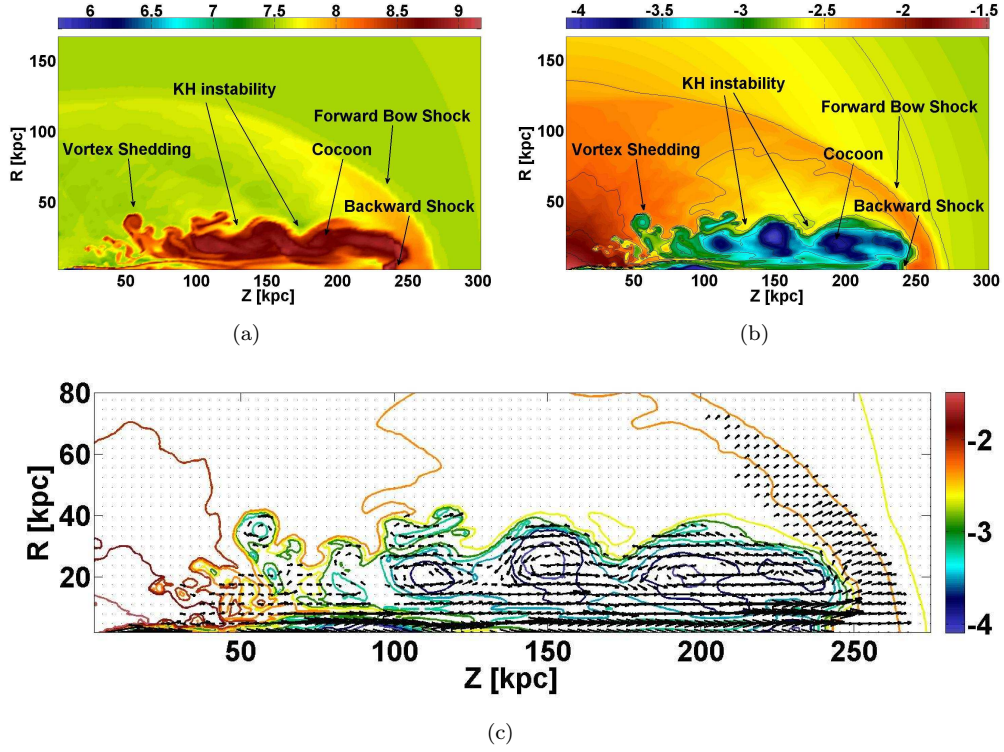 6 6.5 7 7.5 8 8.5 9
R [kpc]
150
100
50
KH instability
Forward Bow Shock
Vortex Shedding
Cocoon
Backward Shock
50 100 150 200 250 300
Z [kpc]
(a)
-4 -3.5 -3 -2.5 -2 -1.5
R [kpc]
150
100
50
KH instability
Forward Bow Shock
Vortex Shedding
Cocoon
Backward Shock
50 100 150 200 250 300
Z [kpc]
(b)
R [kpc]
80
60
40
20
50 100 150 200 250
Z [kpc]
-2
-3
-4
(c)